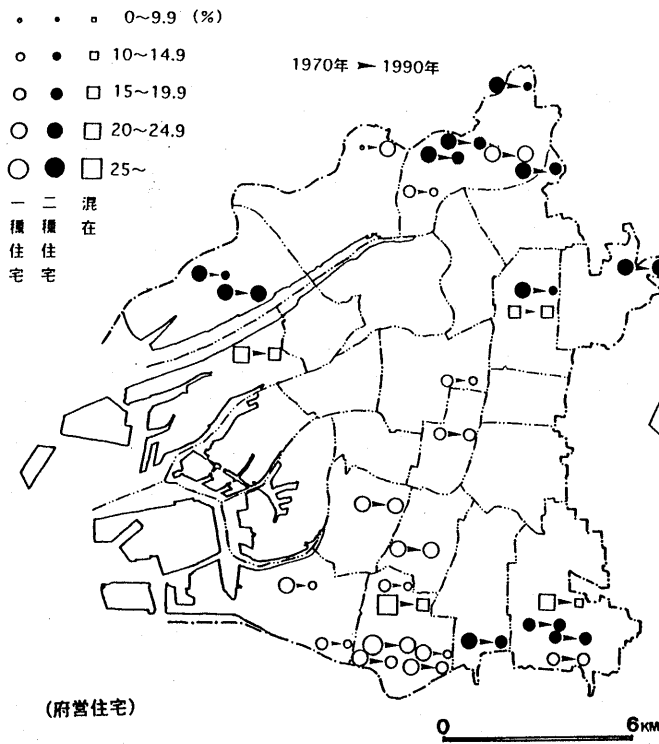 0～9.9 (%)
10～14.9
15～19.9
20～24.9
25～
一種住宅
二種住宅
混在
1970年 ► 1990年
(府営住宅)
0 6KM